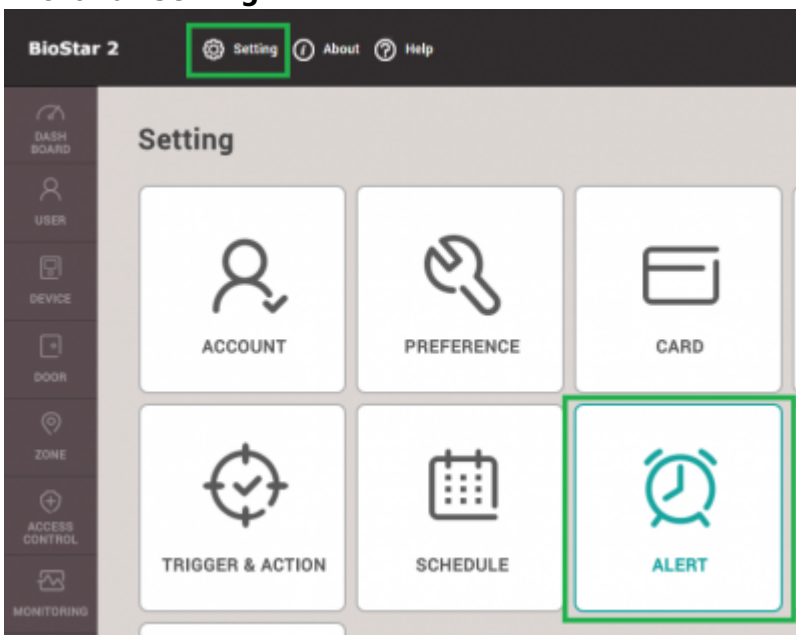 BioStar 2
Setting
About
Help
DASH
BOARD
USER
DEVICE
DOOR
ZONE
ACCESS
CONTROL
MONITORING
Setting
ACCOUNT
PREFERENCE
CARD
TRIGGER & ACTION
SCHEDULE
ALERT